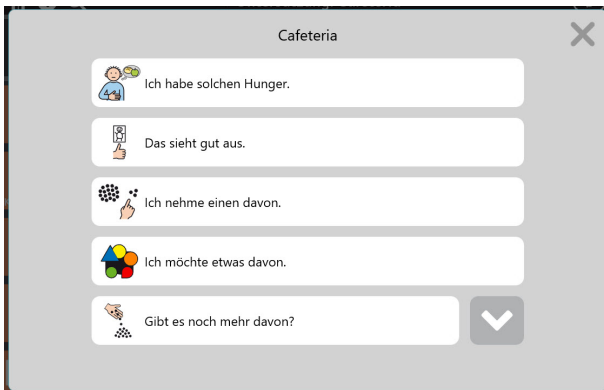 Cafeteria
Ich habe solchen Hunger.
Das sieht gut aus.
Ich nehme einen davon.
Ich möchte etwas davon.
Gibt es noch mehr davon?